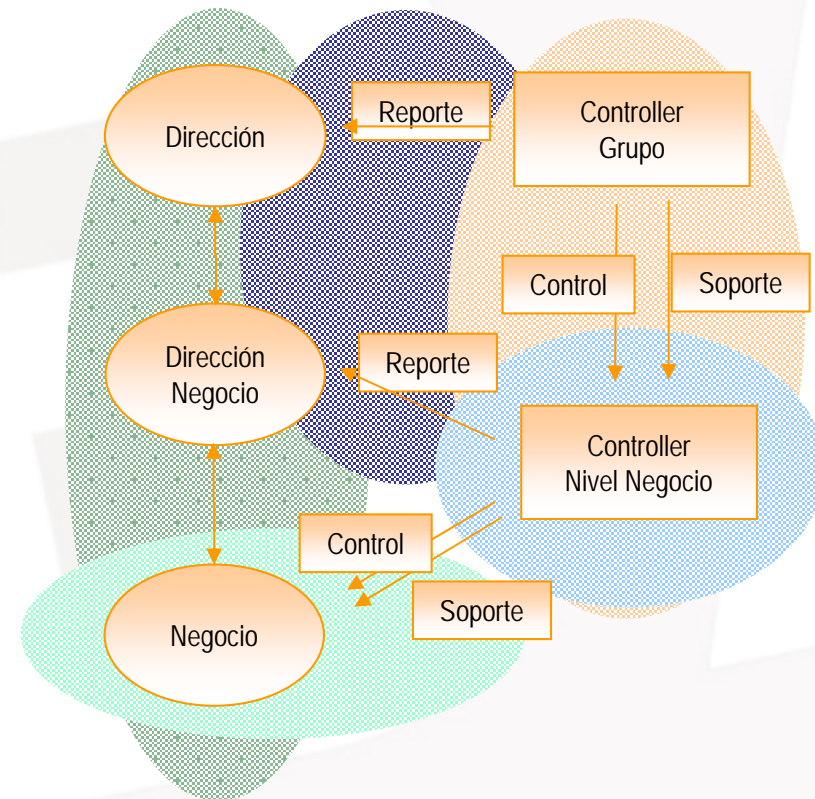 Dirección
Reporte
Controller
Grupo
Control
Soporte
Dirección
Negocio
Reporte
Controller
Nivel Negocio
Control
Soporte
Negocio